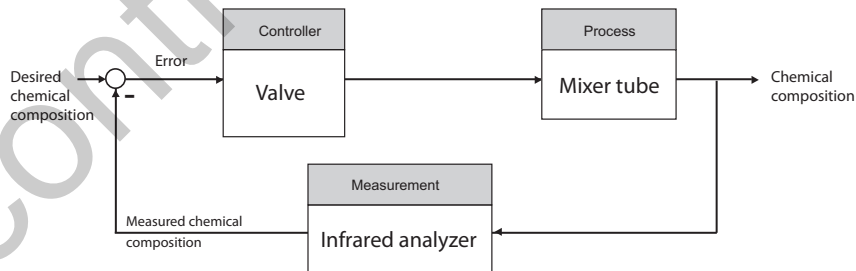 Controller
Process
Error
Desired
chemical
composition
Valve
Mixer tube
Chemical
composition
–
Measurement
Measured chemical
composition
Infrared analyzer